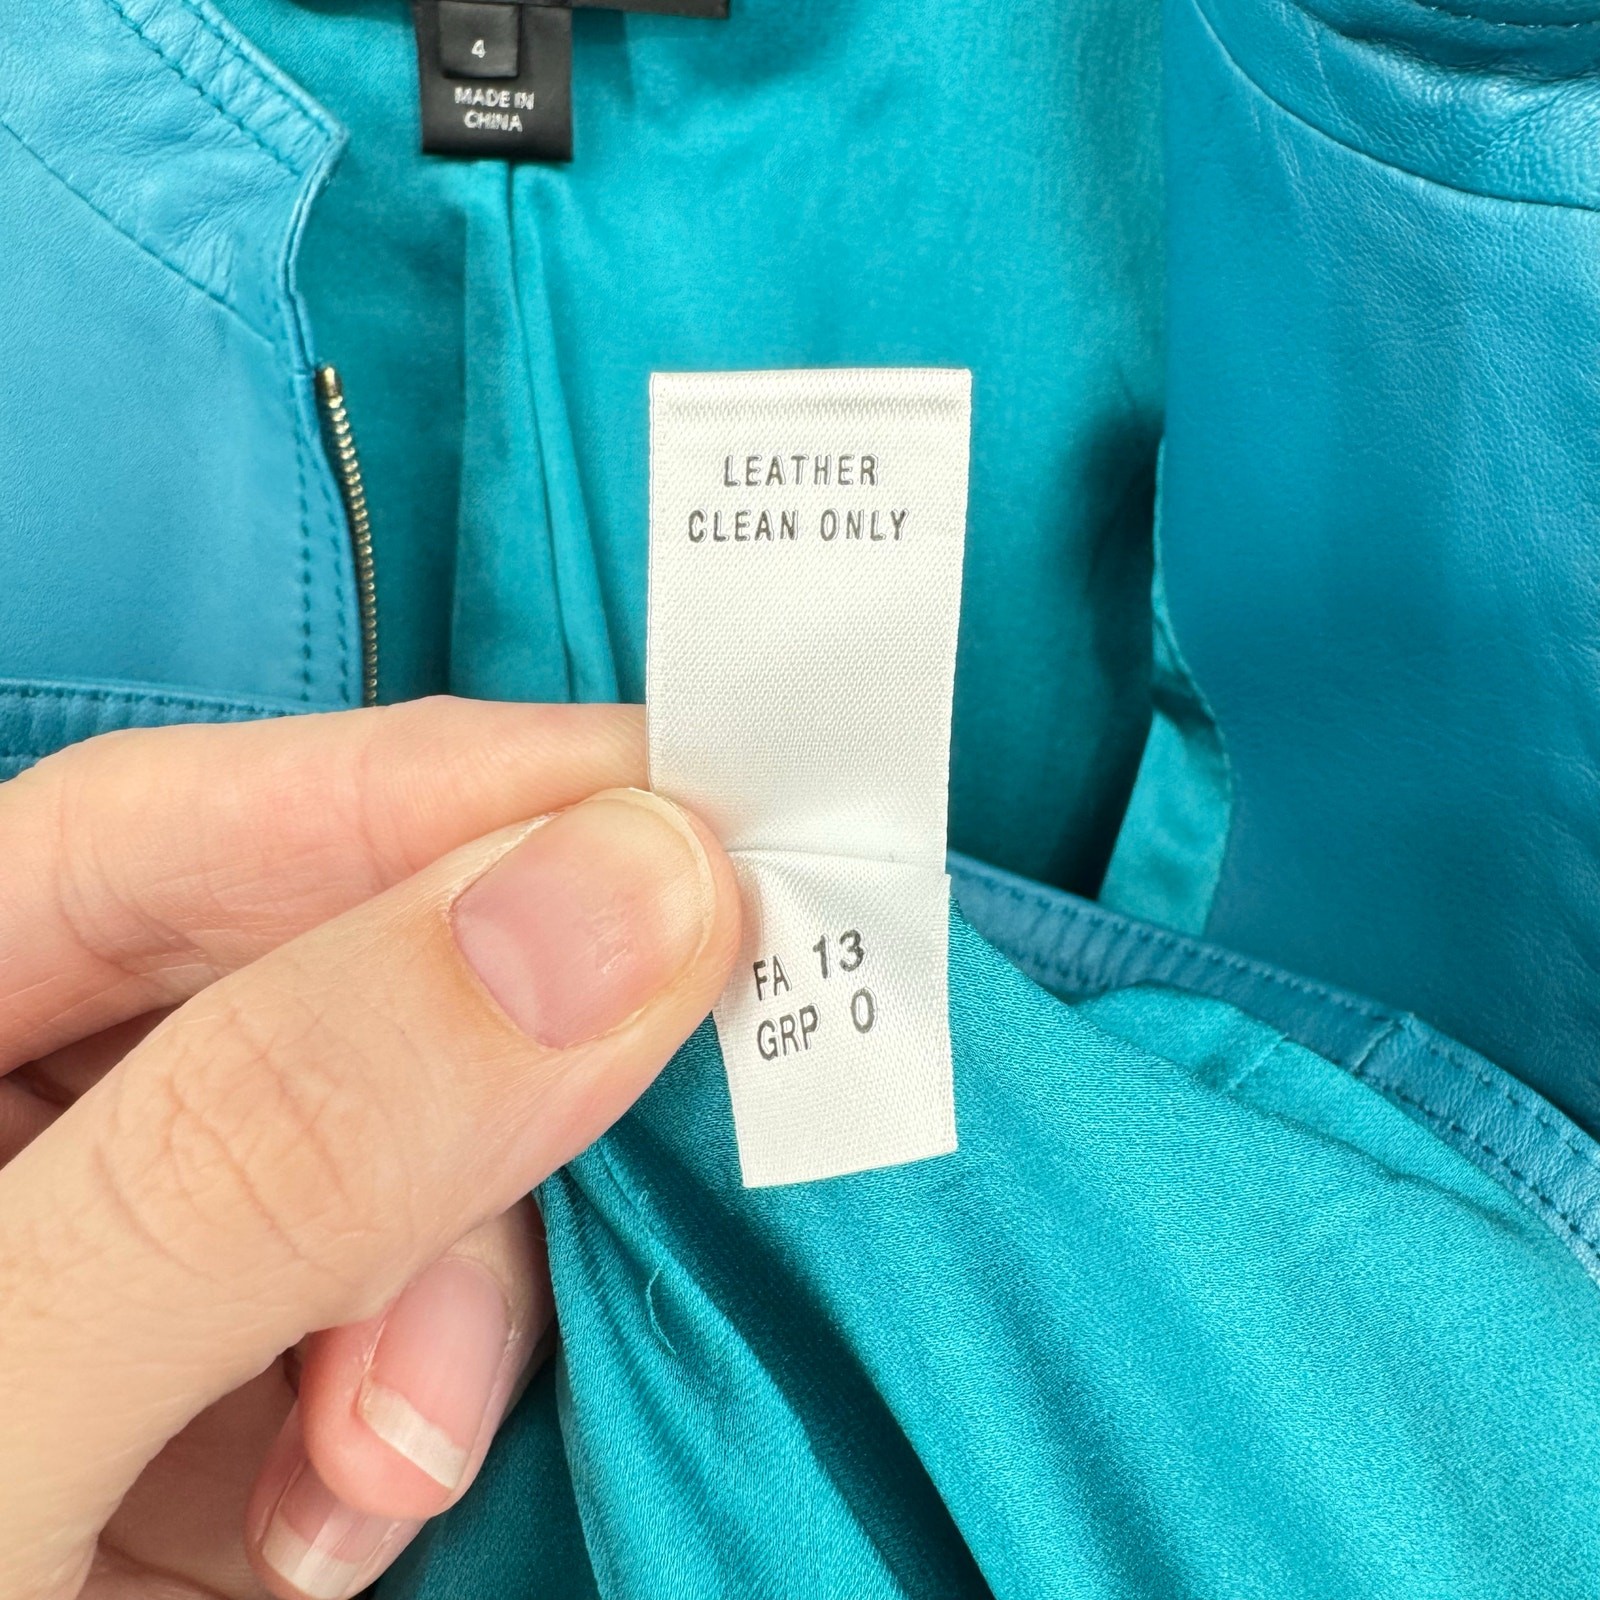 4
MADE IN
CHINA
LEATHER
CLEAN ONLY
FA 13
GRP 0